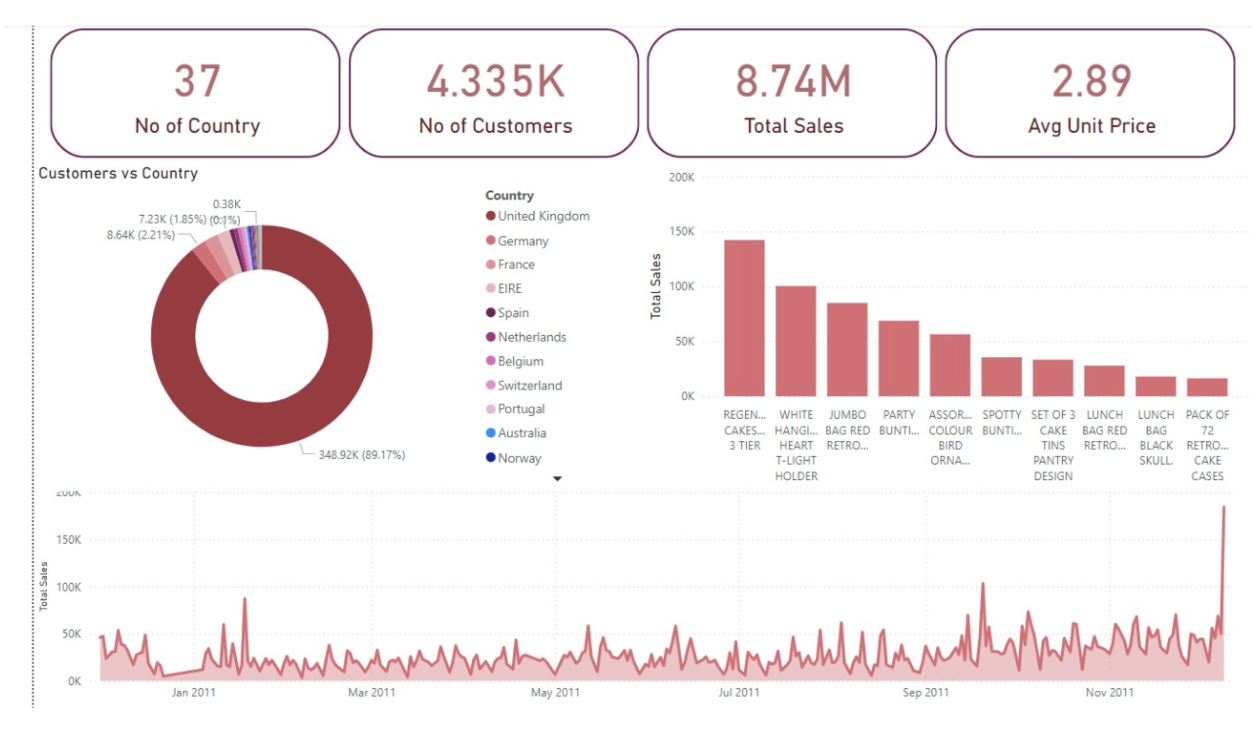 37
No of Country
4.335K
No of Customers
8.74M
Total Sales
2.89
Avg Unit Price
Customers vs Country
0.38K
7.23K (1.85%) (0.1%)
8.64K (2.21%)
348.92K (89.17%)
Country
United Kingdom
Germany
France
EIRE
Spain
Netherlands
Belgium
Switzerland
Portugal
Australia
Norway
Total Sales
200K
150K
100K
50K
0K
REGEN...
CAKES...
3 TIER
WHITE
HANGI...
HEART
T-LIGHT
HOLDER
JUMBO
BAG RED
RETRO...
PARTY
BUNTI...
ASSOR...
COLOUR
BIRD
ORNA...
SPOTTY
BUNTI...
SET OF 3
CAKE
TINS
PANTRY
DESIGN
LUNCH
BAG RED
RETRO...
LUNCH
BAG
BLACK
SKULL.
PACK OF
72
RETRO...
CAKE
CASES
Total Sales
200K
150K
100K
50K
0K
Jan 2011
Mar 2011
May 2011
Jul 2011
Sep 2011
Nov 2011